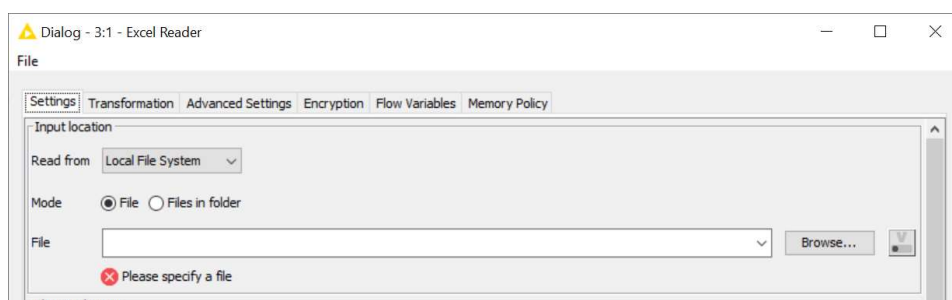 Dialog - 3:1 - Excel Reader
File
Settings Transformation Advanced Settings Encryption Flow Variables Memory Policy
Input location
Read from Local File System
Mode File Files in folder
File Browse... V
Please specify a file